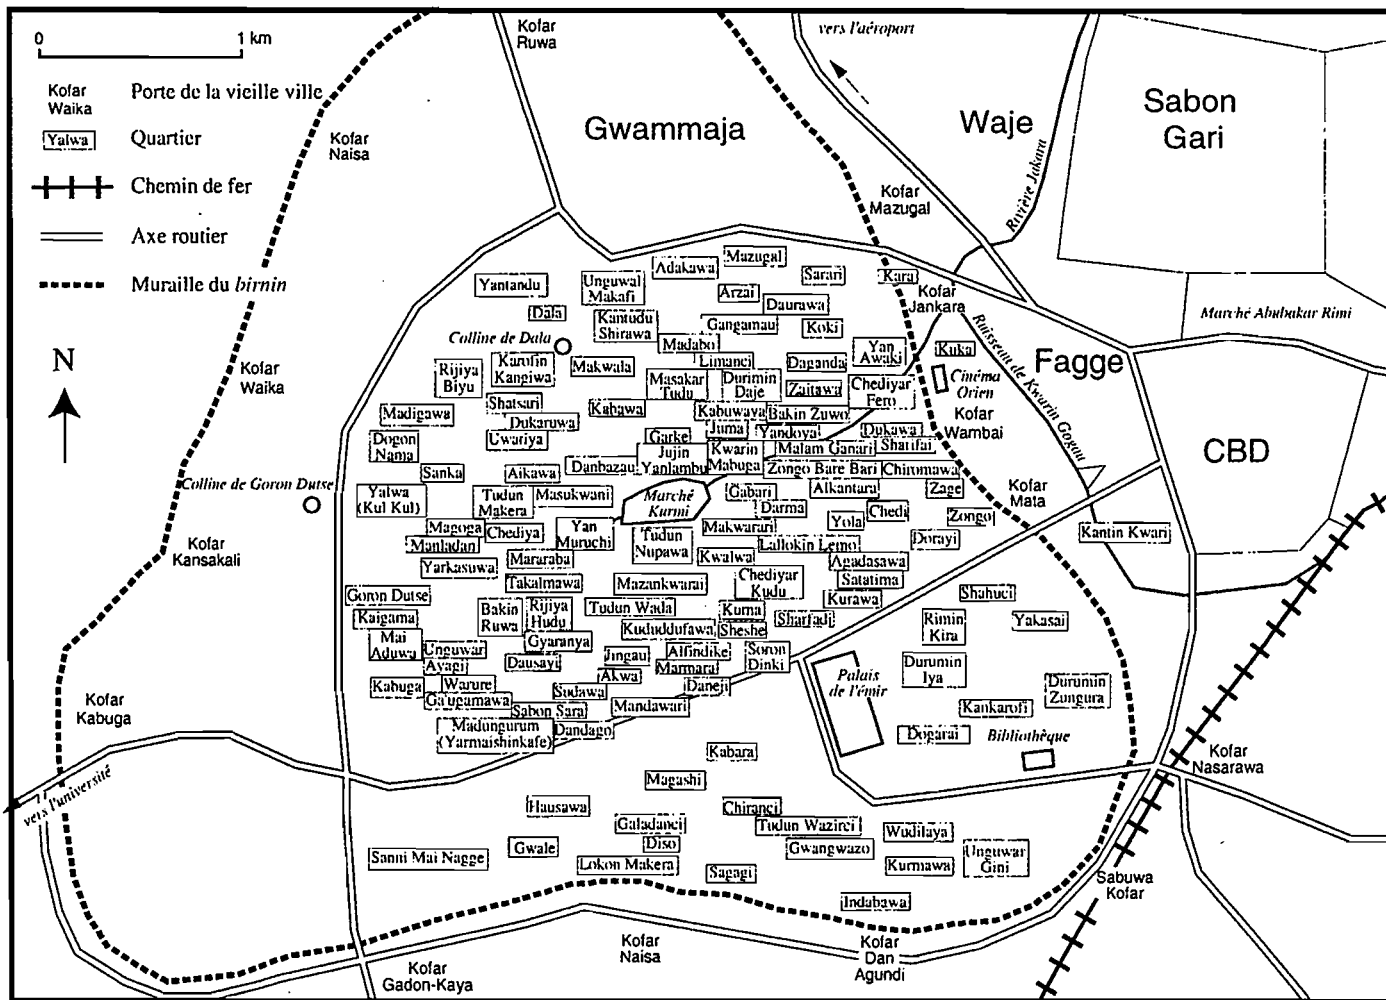 0
1 km
Kofar
Waika
Porte de la vieille ville
Yalwa
Quartier
Chemin de fer
Axe routier
Muraille du birnin
N
Kofar
Ruwa
vers l'aéroport
Kofar
Naisa
Gwammaja
Waje
Sabon
Gari
Rivière Jakara
Kofar
Mazugal
Mazugal
Adakawa
Sarari
Kara
Yantandu
Unguwal
Makafi
Arzai
Daurawa
Kofar
Jankara
Dala
Kantudu
Shirawa
Gangamau
Koki
Marché Abubakar Rimi
Colline de Dala
Madabo
Yan
Awaki
Kuka
Ruisseau de Kwarin Gogau
Fagge
Kofar
Waika
Rijiya
Biyu
Karofin
Kangiwa
Makwala
Limanci
Daganda
Cinéma
Orien
Masakar
Tudu
Durimin
Daje
Zaitawa
Chediyar
Fero
Madigawa
Shatsari
Kahawa
Kabuwaya
Bakin Zuwo
Kofar
Wambai
Dukaruwa
Juma
Yandoya
Dukawa
Dogon
Nama
Uwariya
Garke
Jujin
Yanlambu
Kwarin
Mabuga
Malam Ganari
Sharifai
CBD
Sanka
Aikawa
Danbazau
Zongo Bare Bari
Chiromawa
Colline de Goron Dutse
Yalwa
(Kul Kul)
Tudun
Makera
Masukwani
Marché
Kurmi
Gabari
Alkantara
Zage
Kofar
Mata
Darma
Chedi
Magoga
Chediya
Yan
Muruchi
Makwarari
Yola
Zongo
Kantin Kwari
Kofar
Kansakali
Manladan
Tudun
Nupawa
Lallokin Lemo
Dorayi
Mararaba
Kwalwa
Agadasawa
Yarkasuwa
Takalmawa
Mazankwarai
Chediyar
Kudu
Satatima
Goron Dutse
Kurawa
Shahuci
Kaigama
Bakin
Ruwa
Rijiya
Hudu
Tudun Wada
Kuma
Sharfadi
Rimin
Kira
Yakasai
Mai
Aduwa
Kududdufawa
Sheshe
Unguwar
Gyaranya
Ayagi
Dausayi
Jingau
Alfindike
Soron
Dinki
Marmara
Durumin
Iya
Akwa
Palais
de l'émir
Kabuga
Warure
Sudawa
Daneji
Durumin
Zungura
Kofar
Kabuga
Ga'ugamawa
Sabon Sara
Mandawari
Kankarofi
Madungurum
(Yarmaishinkafe)
Dandago
Dogarai
Bibliothèque
Kabara
Kofar
Nasarawa
vers l'université
Magashi
Hausawa
Chiranci
Galadanci
Tudun Wazirci
Wudilaya
Sanni Mai Nagge
Gwale
Diso
Gwangwazo
Unguwar
Gini
Lokon Makera
Sagagi
Kurmawa
Sabuwa
Kofar
Indabawa
Kofar
Naisa
Kofar
Dan
Agundi
Kofar
Gadon-Kaya